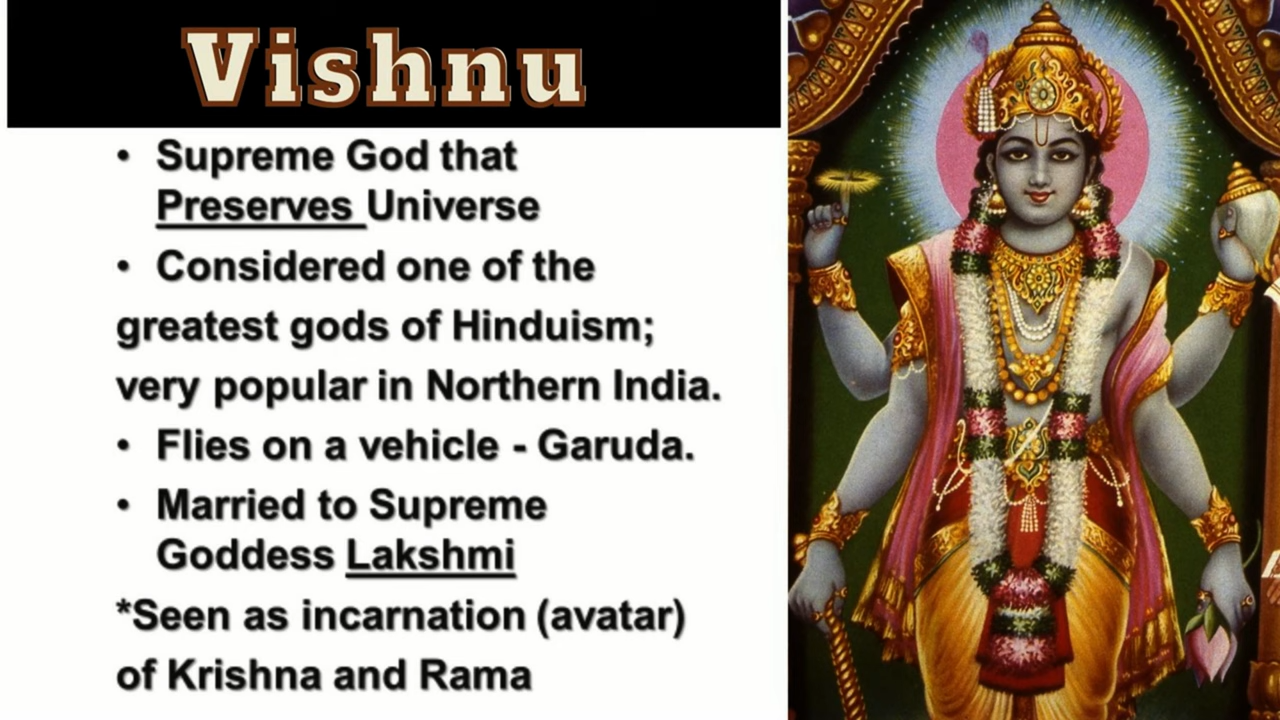 Vishnu
• Supreme God that
Preserves Universe
• Considered one of the
greatest gods of Hinduism;
very popular in Northern India.
• Flies on a vehicle - Garuda.
• Married to Supreme
Goddess Lakshmi
*Seen as incarnation (avatar)
of Krishna and Rama